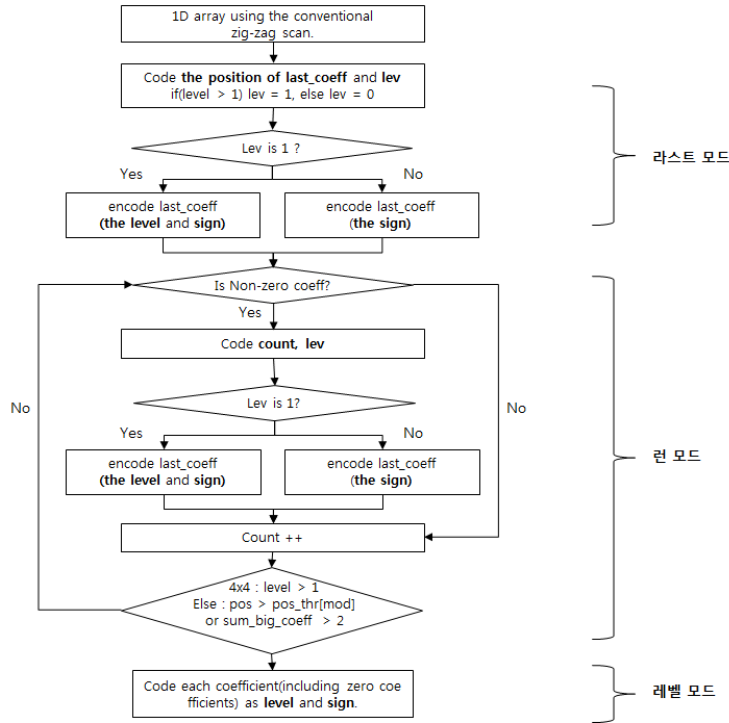 1D array using the conventional
zig-zag scan.
Code the position of last_coeff and lev
if(level > 1) lev = 1, else lev = 0
Lev is 1 ?
Yes
No
encode last_coeff
(the level and sign)
encode last_coeff
(the sign)
라스트 모드
Is Non-zero coeff?
Yes
Code count, lev
No
Lev is 1?
No
Yes
No
encode last_coeff
(the level and sign)
encode last_coeff
(the sign)
런 모드
Count ++
4x4 : level > 1
Else : pos > pos_thr[mod]
or sum_big_coeff > 2
Code each coefficient(including zero coe
fficients) as level and sign.
레벨 모드